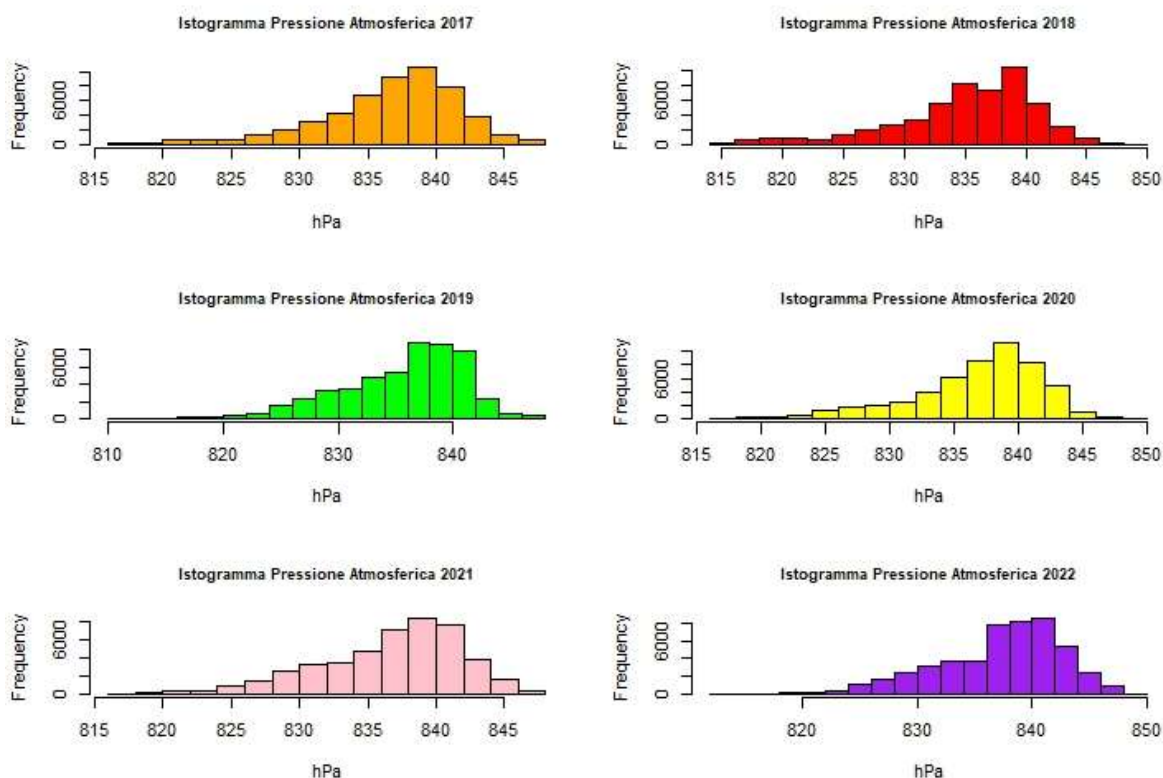 Istogramma Pressione Atmosferica 2017
Frequency
6000
0
815 820 825 830 835 840 845
hPa
Istogramma Pressione Atmosferica 2018
Frequency
6000
0
815 820 825 830 835 840 845 850
hPa
Istogramma Pressione Atmosferica 2019
Frequency
6000
0
810 820 830 840
hPa
Istogramma Pressione Atmosferica 2020
Frequency
6000
0
815 820 825 830 835 840 845 850
hPa
Istogramma Pressione Atmosferica 2021
Frequency
6000
0
815 820 825 830 835 840 845
hPa
Istogramma Pressione Atmosferica 2022
Frequency
6000
0
820 830 840 850
hPa